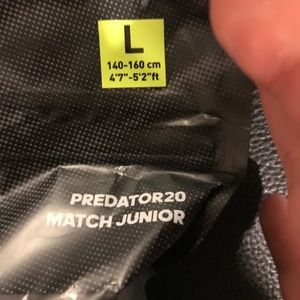 L
140-160 cm
4'7"-5'2"ft
PREDATOR20
MATCH JUNIOR